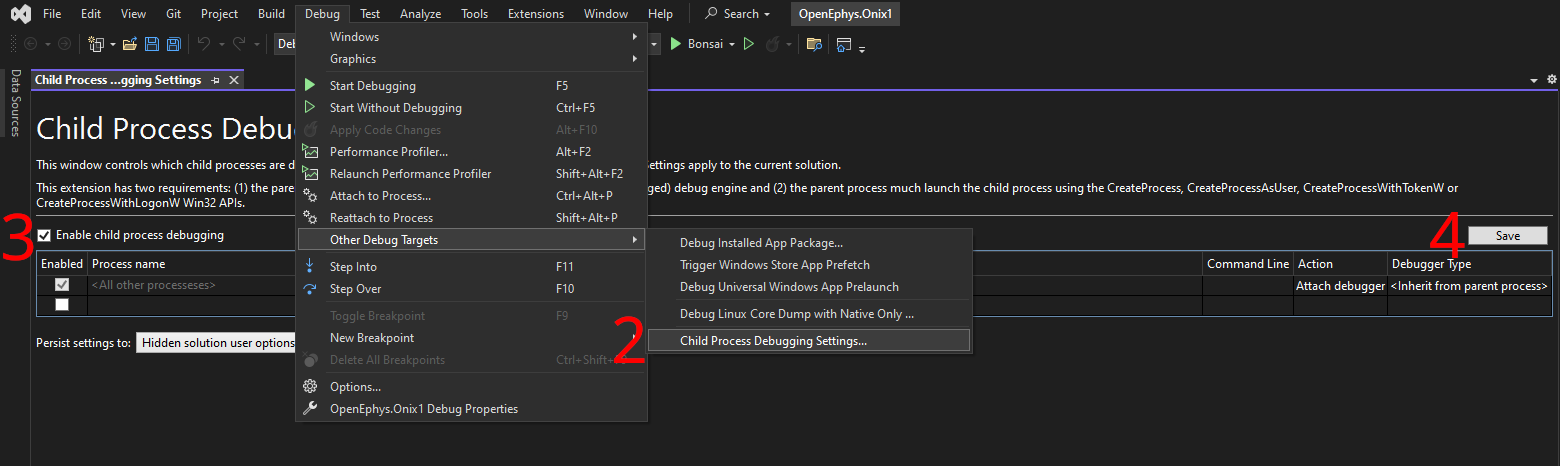 File Edit View Git Project Build Debug Test Analyze Tools Extensions Window Help Search OpenEphys.Onix1
Deb Bonsai
Data Sources
Child Process ...gging Settings
Windows
Graphics
Start Debugging F5
Start Without Debugging Ctrl+F5
Apply Code Changes Alt+F10
Performance Profiler... Alt+F2
Relaunch Performance Profiler Shift+Alt+F2
Attach to Process... Ctrl+Alt+P
Reattach to Process Shift+Alt+P
Other Debug Targets
Step Into F11
Step Over F10
Toggle Breakpoint F9
New Breakpoint
Delete All Breakpoints Ctrl+Shift+
Options...
OpenEphys.Onix1 Debug Properties
Debug Installed App Package...
Trigger Windows Store App Prefetch
Debug Universal Windows App Prelaunch
Debug Linux Core Dump with Native Only ...
2
Child Process Debugging Settings...
Child Process Debu
This window controls which child processes are d ettings apply to the current solution.
This extension has two requirements: (1) the pare ged) debug engine and (2) the parent process much launch the child process using the CreateProcess, CreateProcessAsUser, CreateProcessWithTokenW or
CreateProcessWithLogonW Win32 APIs.
3 Enable child process debugging 4 Save
Enabled Process name Command Line Action Debugger Type
<All other processeses> Attach debugger <Inherit from parent process>
Persist settings to: Hidden solution user options